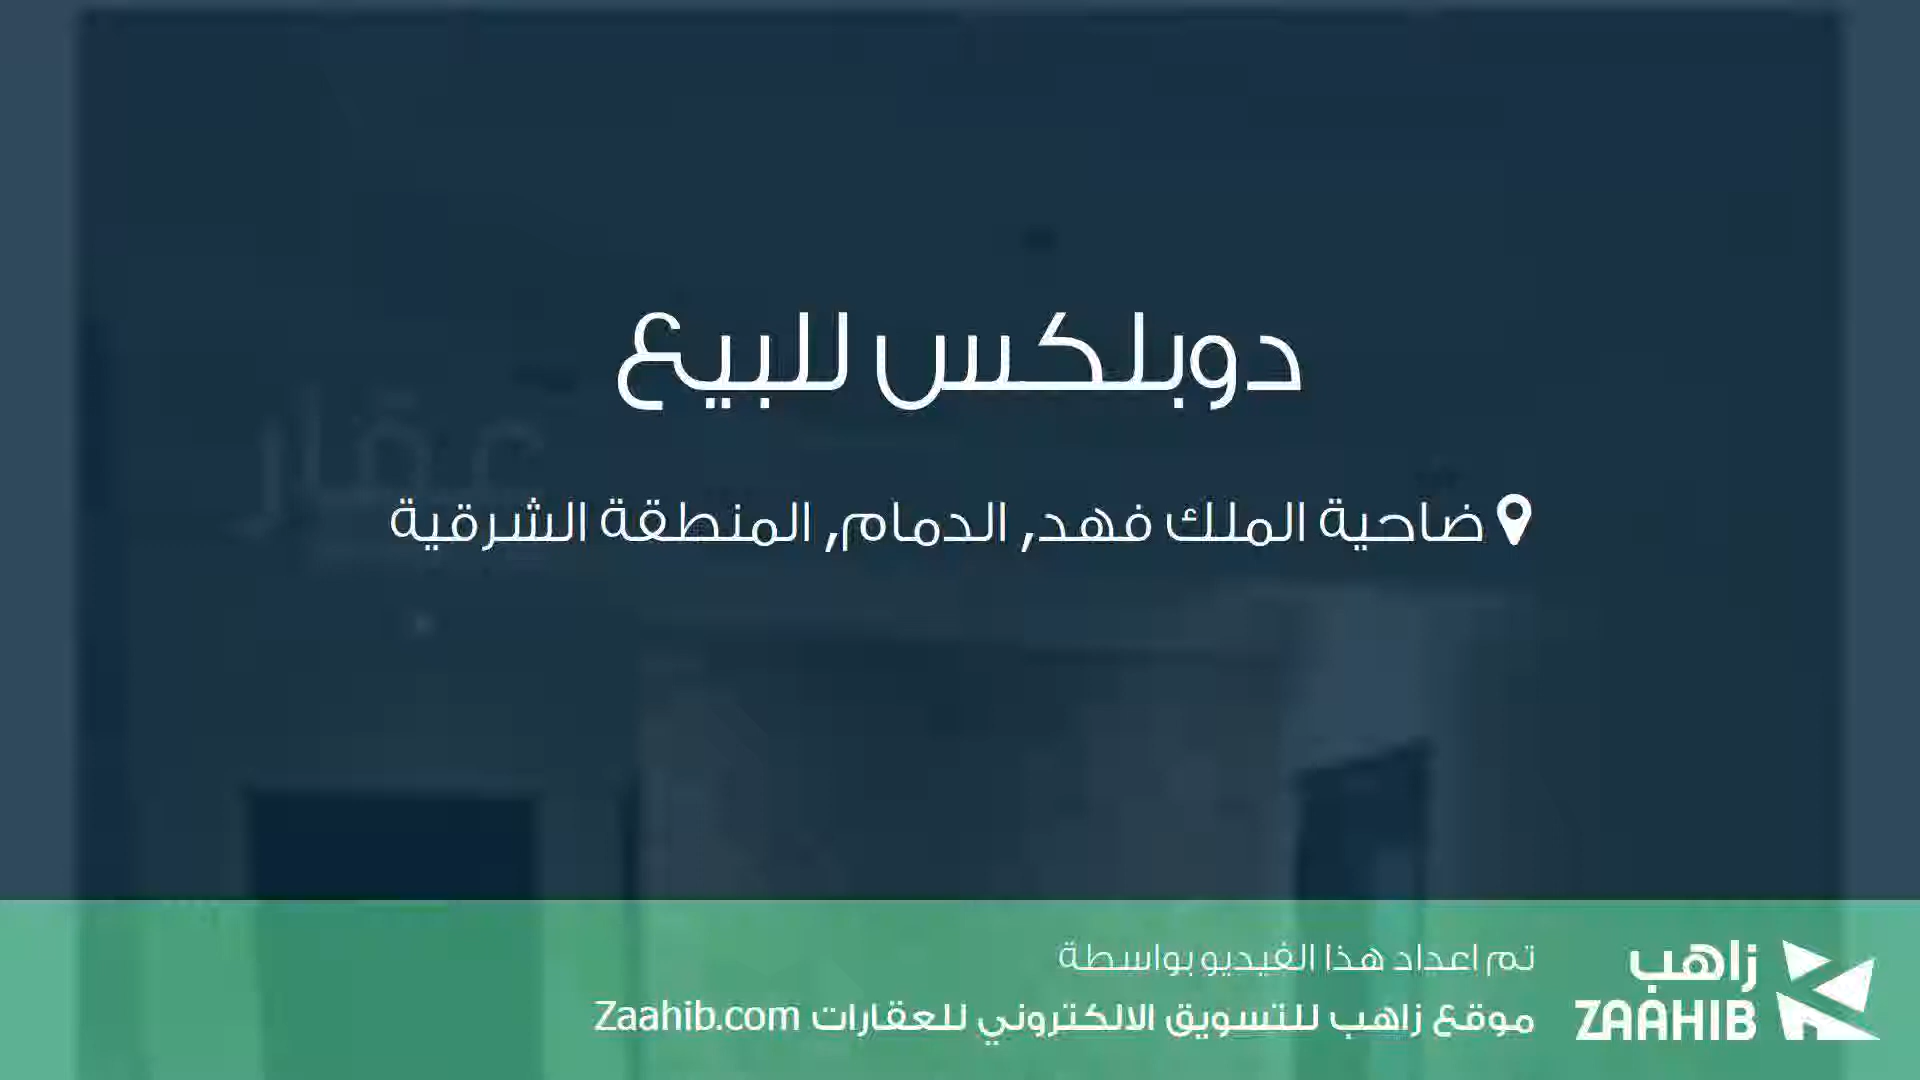 دوبلكس للبيع
ضاحية الملك فهد, الدمام, المنطقة الشرقية
عقار
تم اعداد هذا الفيديو بواسطة
موقع زاهب للتسويق الالكتروني للعقارات Zaahib.com
زاهب
ZAAHIB